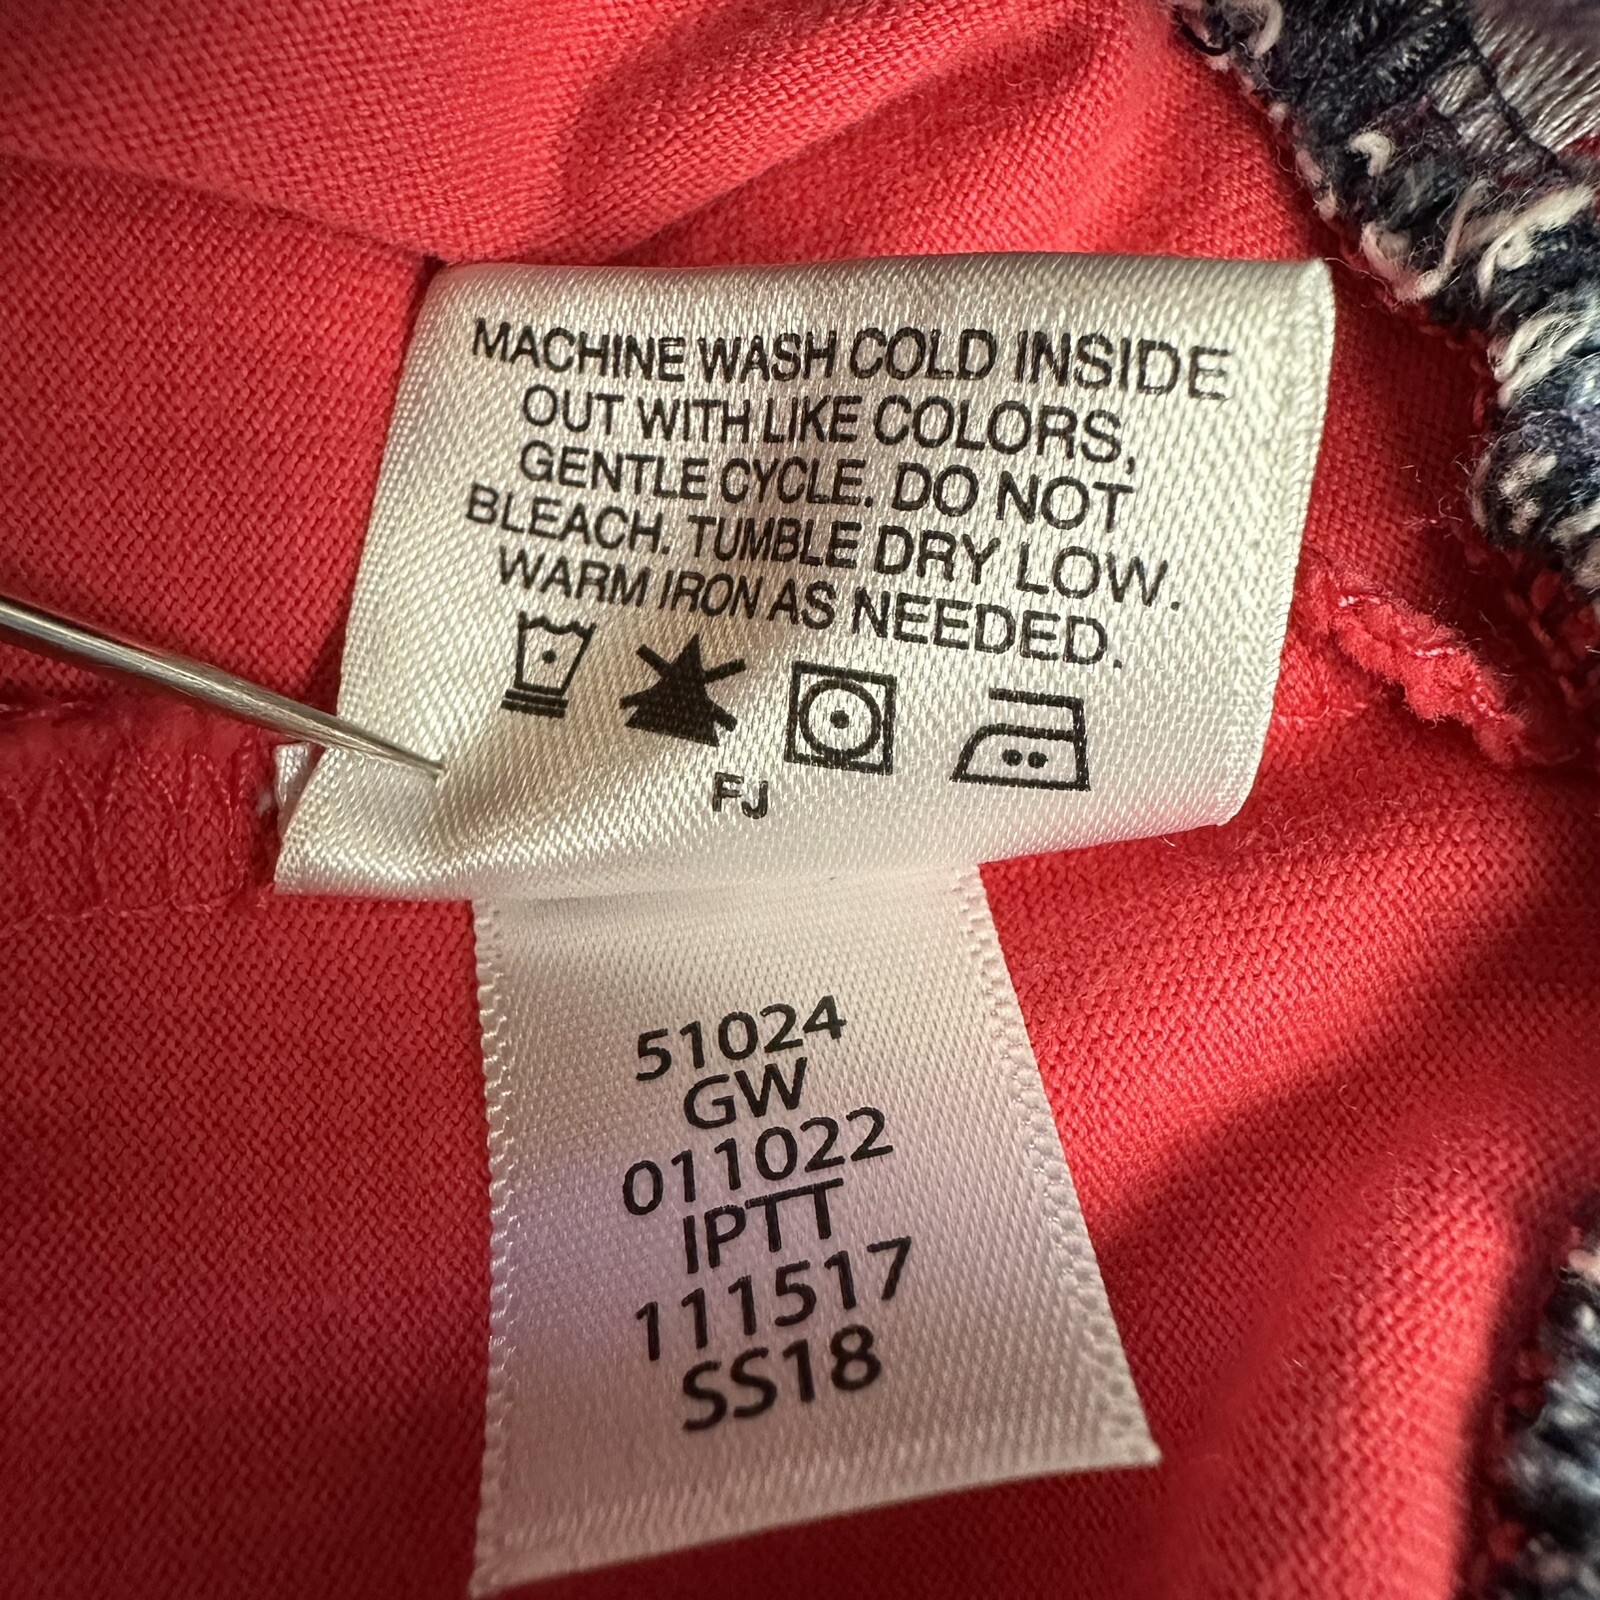 MACHINE WASH COLD INSIDE
OUT WITH LIKE COLORS,
GENTLE CYCLE. DO NOT
BLEACH. TUMBLE DRY LOW.
WARM IRON AS NEEDED.
FJ
51024
GW
011022
IPTT
111517
SS18